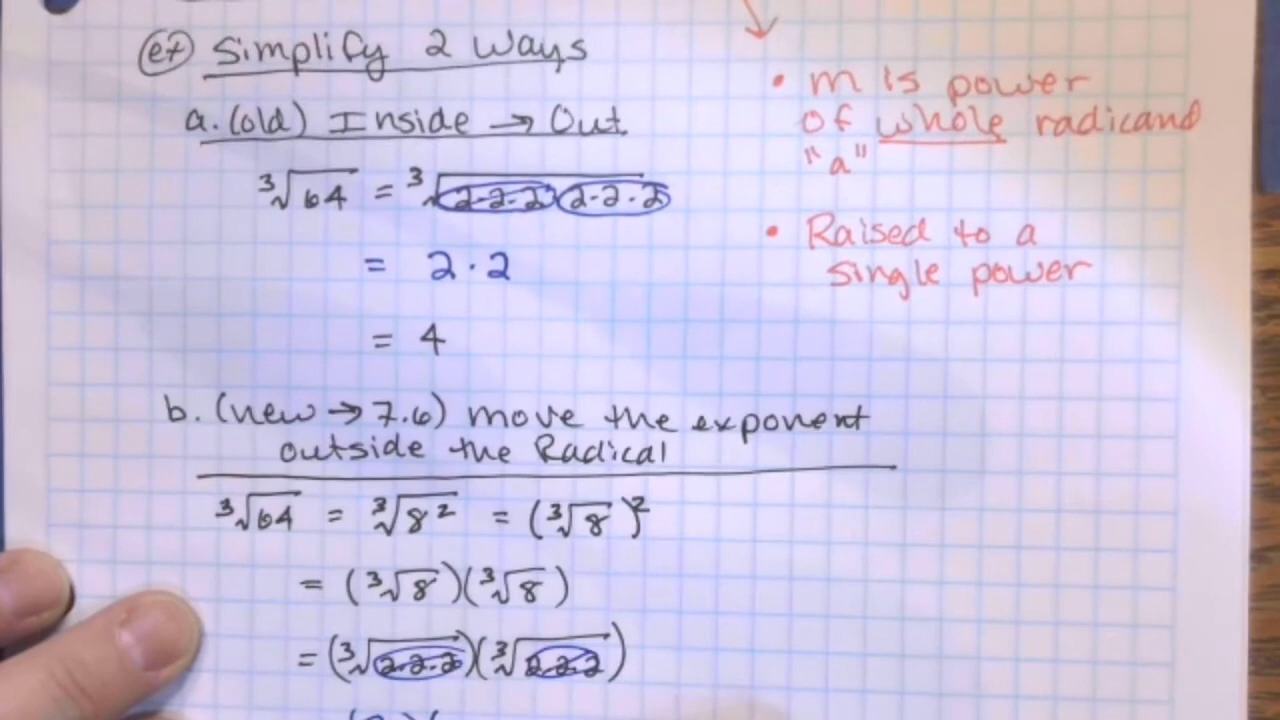 ex Simplify 2 Ways
a. (old) Inside → Out
³√64 = ³√2·2·2 2·2·2
= 2·2
= 4
b. (new → 7.6) move the exponent
outside the Radical
³√64 = ³√8² = (³√8)²
= (³√8)(³√8)
= (³√2·2·2)(³√2·2·2)
• m is power
of whole radicand
"a"
• Raised to a
single power